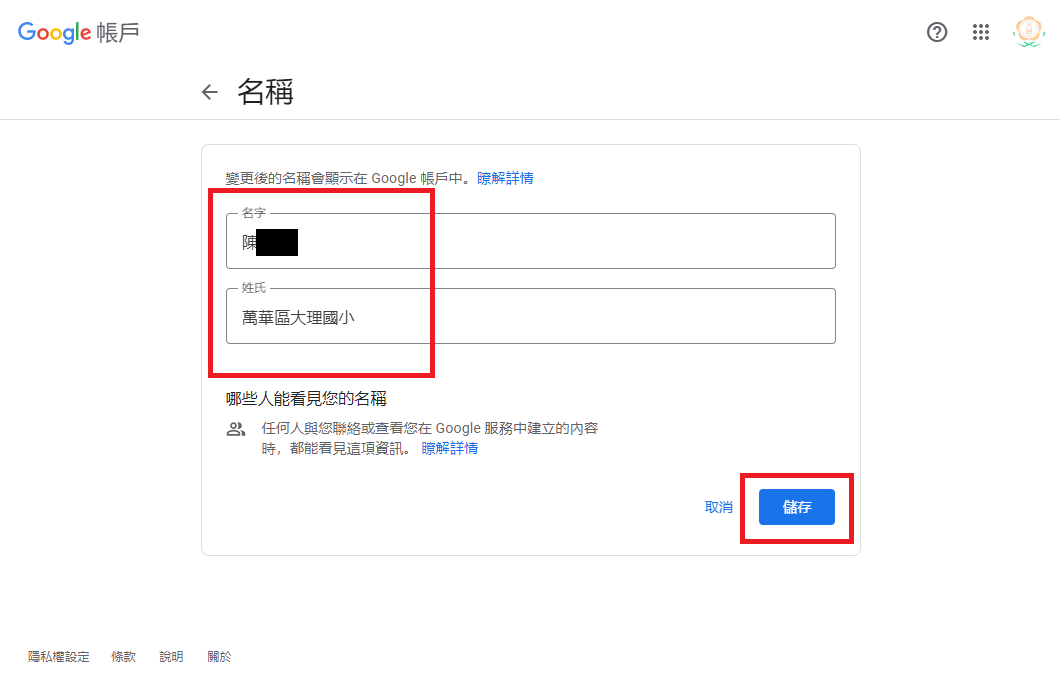 Google 帳戶
名稱
變更後的名稱會顯示在 Google 帳戶中。瞭解詳情
名字
陳
姓氏
萬華區大理國小
哪些人能看見您的名稱
任何人與您聯絡或查看您在 Google 服務中建立的內容
時，都能看見這項資訊。 瞭解詳情
取消 儲存
隱私權設定 條款 說明 關於